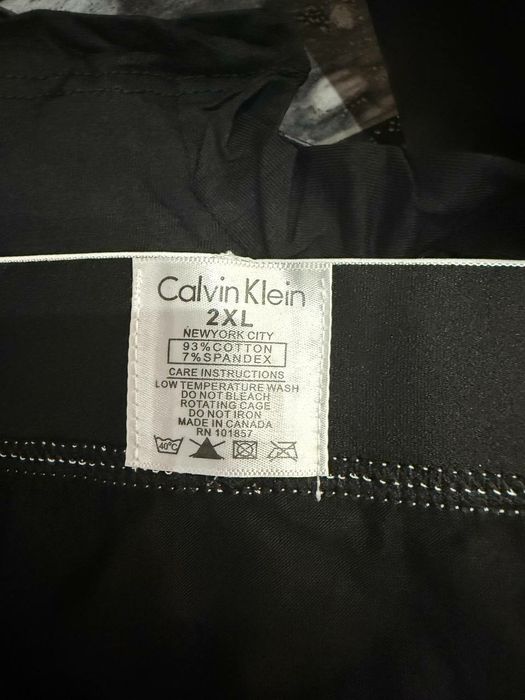 Calvin Klein
2XL
NEWYORK CITY
93%COTTON
7%SPANDEX
CARE INSTRUCTIONS
LOW TEMPERATURE WASH
DO NOT BLEACH
ROTATING CAGE
DO NOT IRON
MADE IN CANADA
RN 101857
40°C